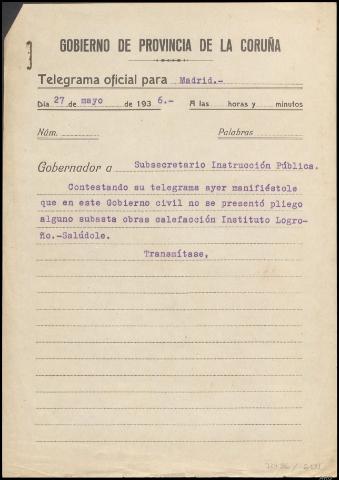 GOBIERNO DE PROVINCIA DE LA CORUÑA
Telegrama oficial para Madrid.-
Día 27 de mayo de 1936.- A las horas y minutos
Núm. Palabras
Gobernador a Subsecretario Instrucción Pública.
Contestando su telegrama ayer manifiéstole
que en este Gobierno civil no se presentó pliego
alguno subasta obras calefacción Instituto Logro-
ño.-Salúdole.
Transmítase,